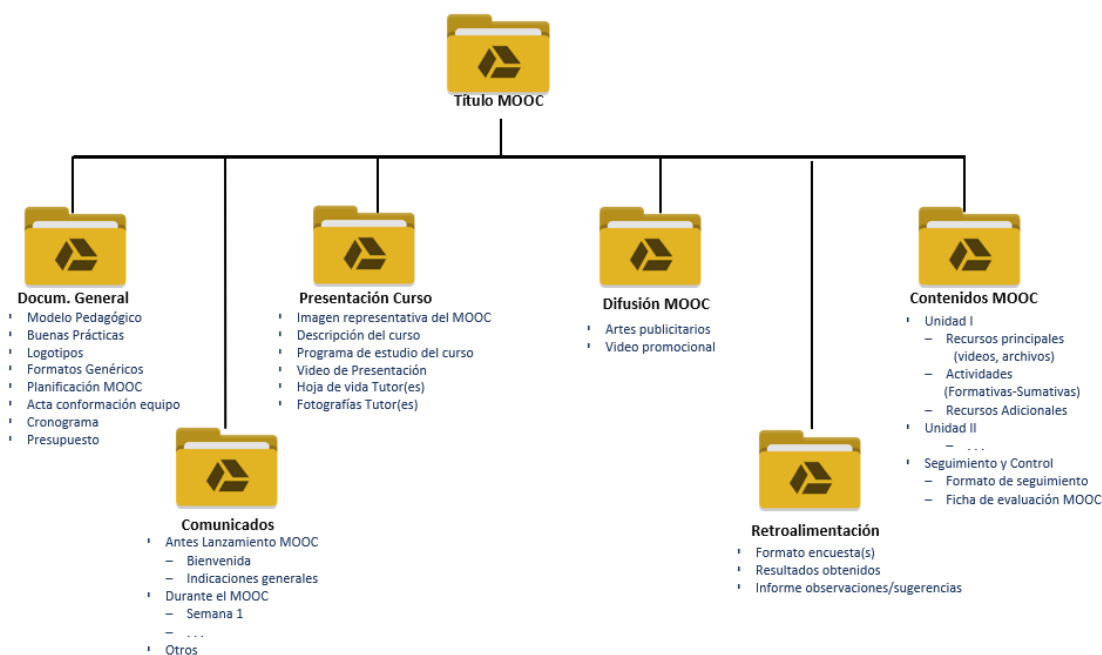 Título MOOC
Docum. General
Modelo Pedagógico
Buenas Prácticas
Logotipos
Formatos Genéricos
Planificación MOOC
Acta conformación equipo
Cronograma
Presupuesto
Comunicados
Antes Lanzamiento MOOC
– Bienvenida
– Indicaciones generales
Durante el MOOC
– Semana 1
– . . .
Otros
Presentación Curso
Imagen representativa del MOOC
Descripción del curso
Programa de estudio del curso
Video de Presentación
Hoja de vida Tutor(es)
Fotografías Tutor(es)
Difusión MOOC
Artes publicitarios
Video promocional
Retroalimentación
Formato encuesta(s)
Resultados obtenidos
Informe observaciones/sugerencias
Contenidos MOOC
Unidad I
– Recursos principales
(videos, archivos)
– Actividades
(Formativas-Sumativas)
– Recursos Adicionales
Unidad II
– . . .
Seguimiento y Control
– Formato de seguimiento
– Ficha de evaluación MOOC